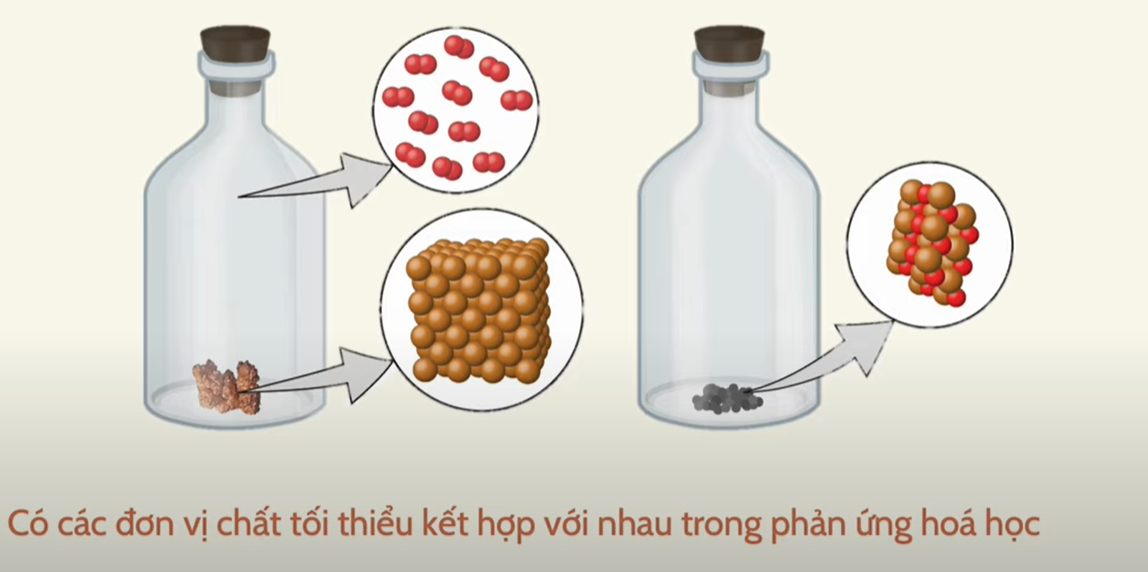 Có các đơn vị chất tối thiểu kết hợp với nhau trong phản ứng hoá học